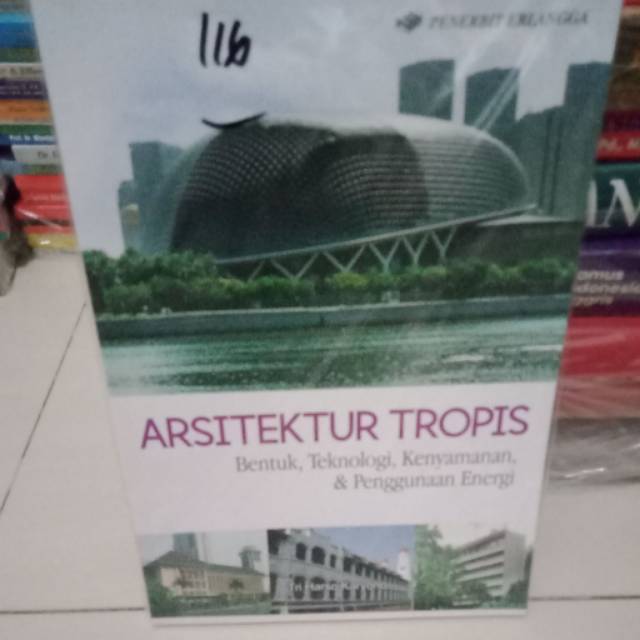 116
PENERBIT ERLANGGA
ARSITEKTUR TROPIS
Bentuk, Teknologi, Kenyamanan,
& Penggunaan Energi